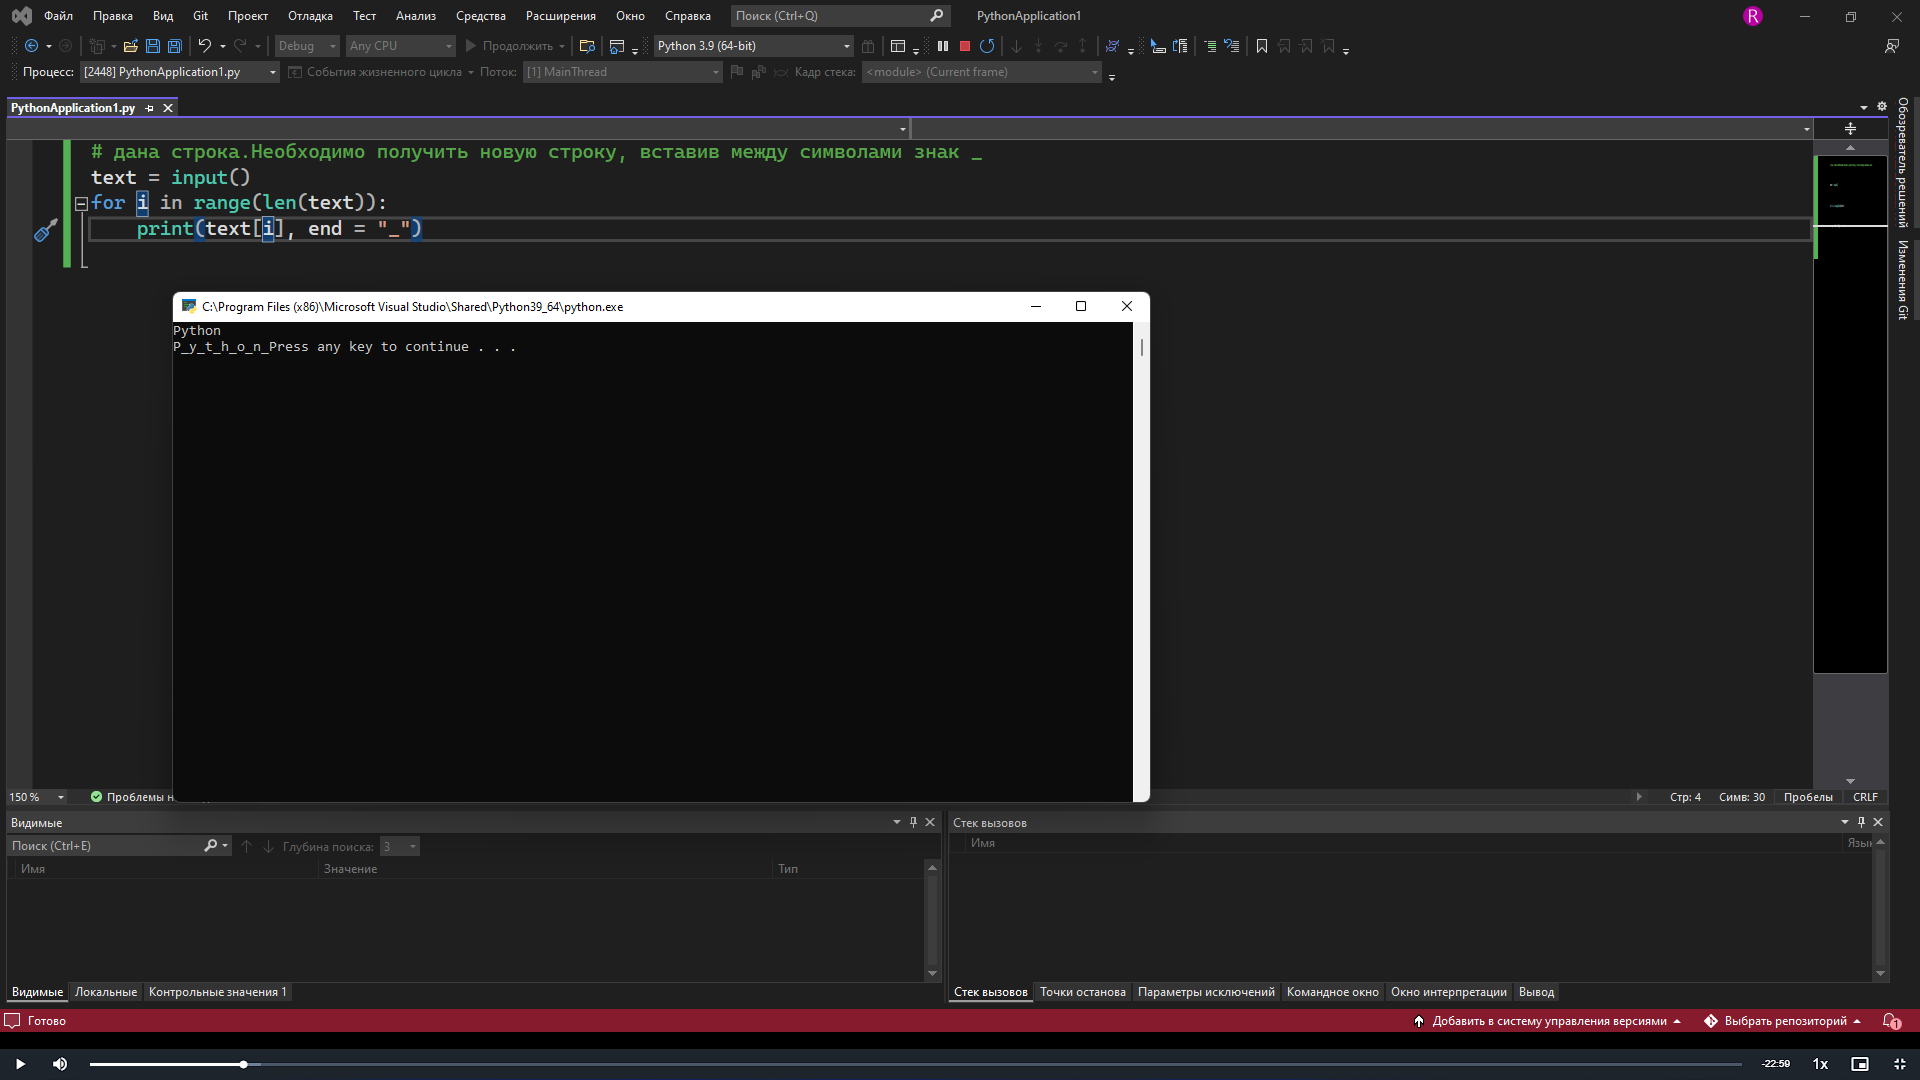 Файл Правка Вид Git Проект Отладка Тест Анализ Средства Расширения Окно Справка Поиск (Ctrl+Q) PythonApplication1 R
Debug Any CPU Продолжить Python 3.9 (64-bit)
Процесс: [2448] PythonApplication1.py События жизненного цикла Поток: [1] MainThread Кадр стека: <module> (Current frame)
PythonApplication1.py
# дана строка.Необходимо получить новую строку, вставив между символами знак _
text = input()
for i in range(len(text)):
print(text[i], end = "_")
Обозреватель решений
Изменения Git
C:\Program Files (x86)\Microsoft Visual Studio\Shared\Python39_64\python.exe
Python
P_y_t_h_o_n_Press any key to continue . . .
150 % Проблемы Стр: 4 Симв: 30 Пробелы CRLF
Видимые
Поиск (Ctrl+E) Глубина поиска: 3
Имя Значение Тип
Видимые Локальные Контрольные значения 1
Стек вызовов
Имя Язык
Стек вызовов Точки останова Параметры исключений Командное окно Окно интерпретации Вывод
Готово Добавить в систему управления версиями Выбрать репозиторий 1
-22:59 1x